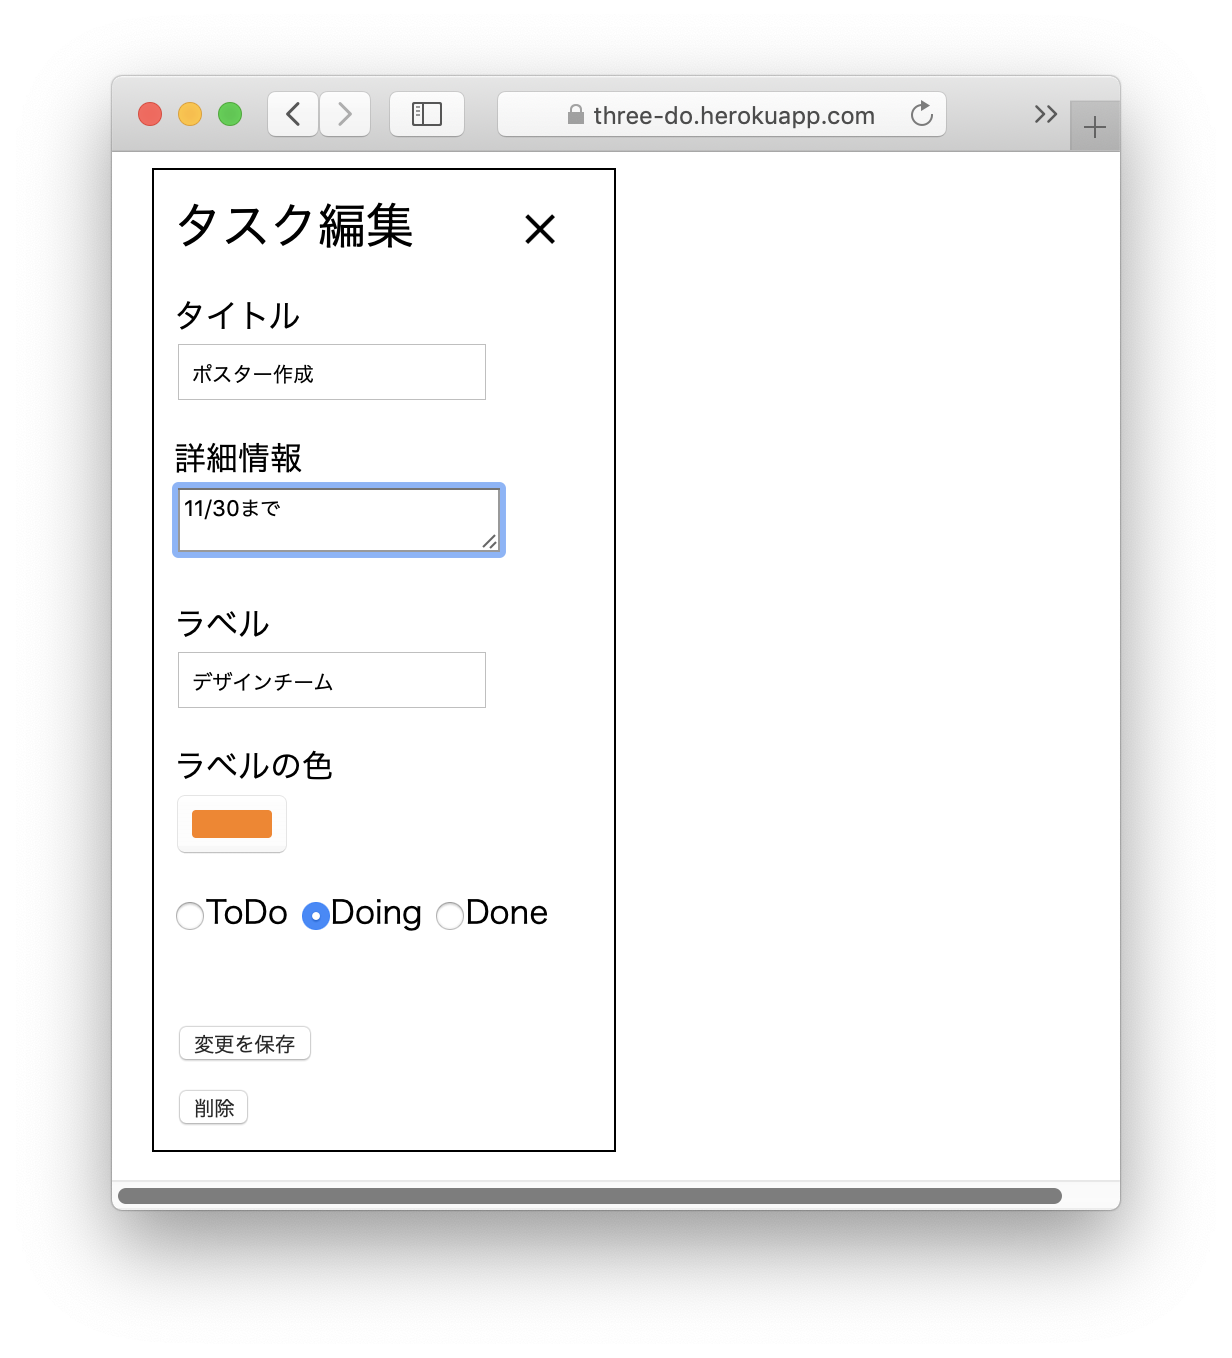 three-do.herokuapp.com
タスク編集
タイトル
ポスター作成
詳細情報
11/30まで
ラベル
デザインチーム
ラベルの色
ToDo Doing Done
変更を保存
削除